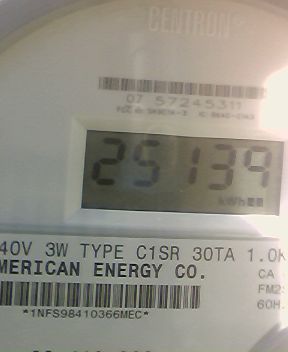 CENTRON
07 57245311
25139
kWh
40V 3W TYPE C1SR 30TA 1.0K
MERICAN ENERGY CO.
CA
FM2S
60H
*1NFS98410366MEC*